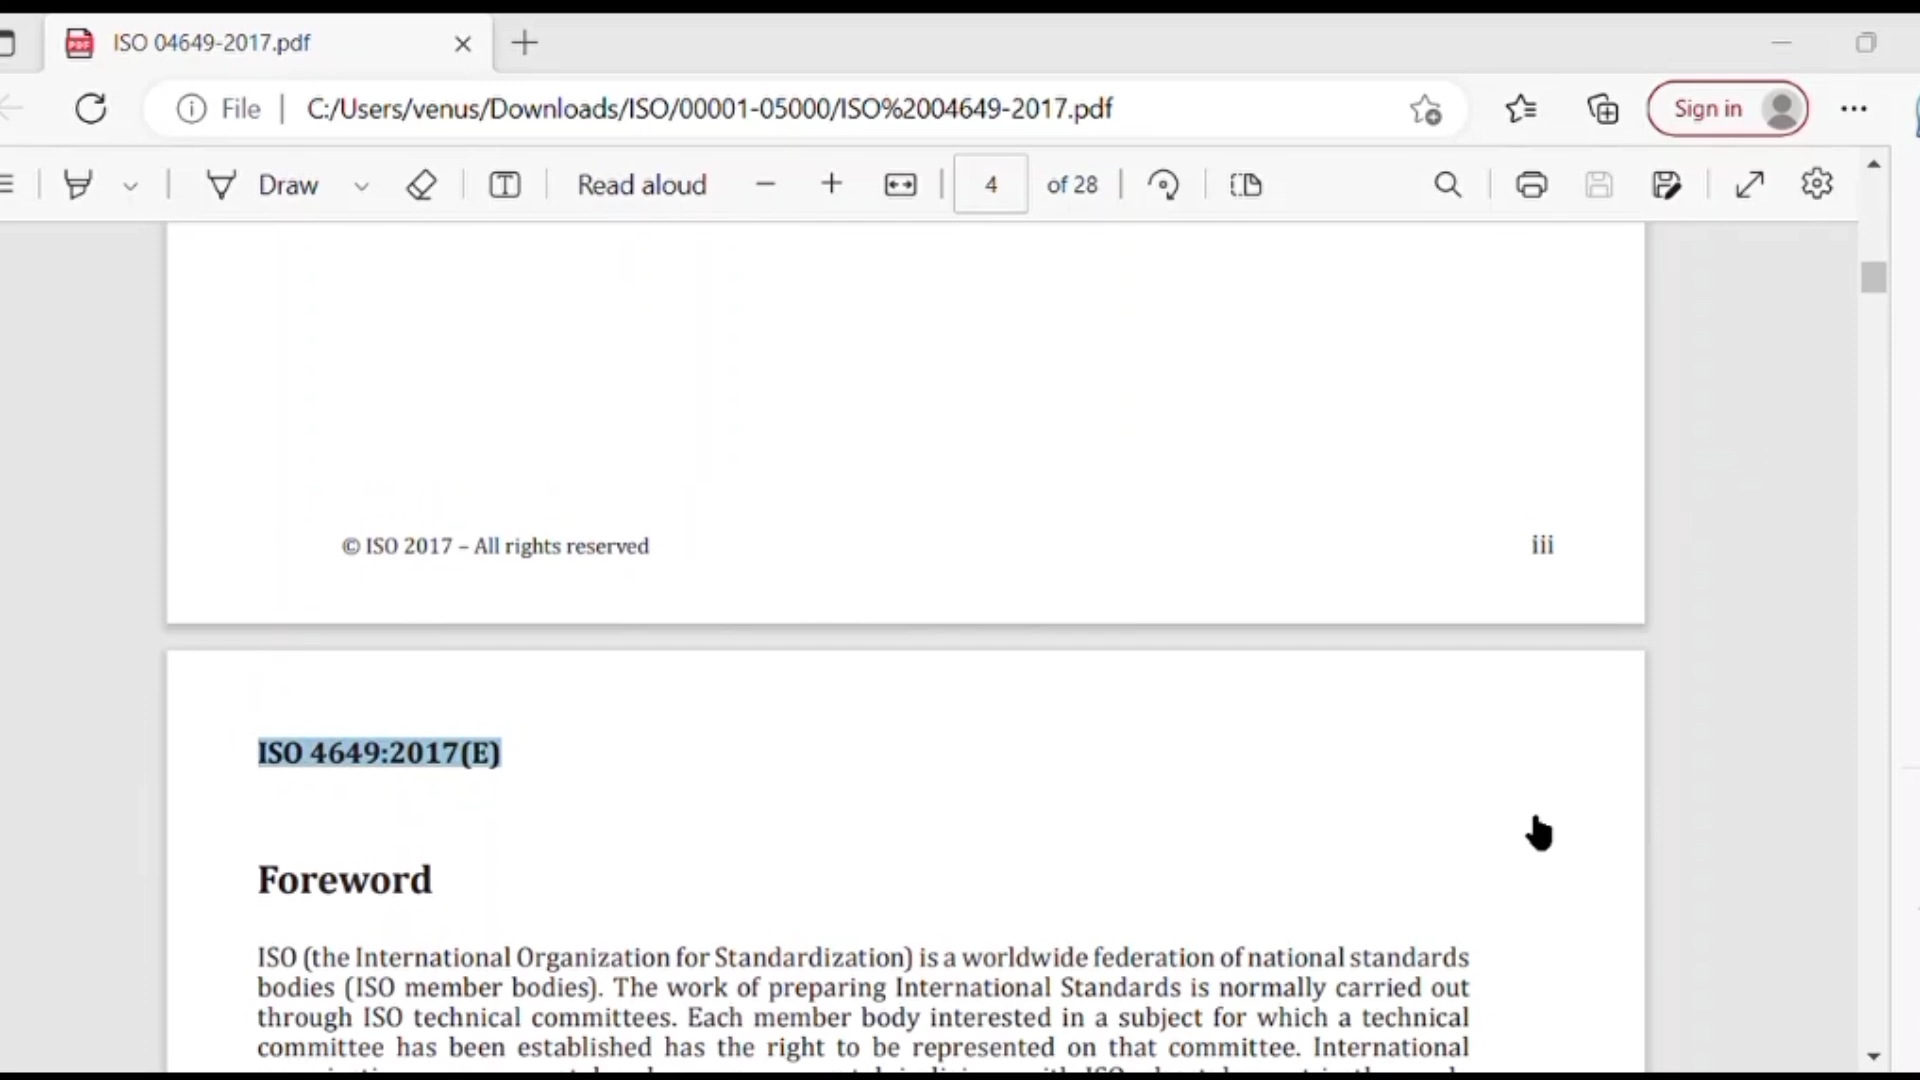 ISO 04649-2017.pdf
File | C:/Users/venus/Downloads/ISO/00001-05000/ISO%2004649-2017.pdf
Sign in
Draw
Read aloud
4 of 28
© ISO 2017 – All rights reserved
iii
ISO 4649:2017(E)
Foreword
ISO (the International Organization for Standardization) is a worldwide federation of national standards
bodies (ISO member bodies). The work of preparing International Standards is normally carried out
through ISO technical committees. Each member body interested in a subject for which a technical
committee has been established has the right to be represented on that committee. International